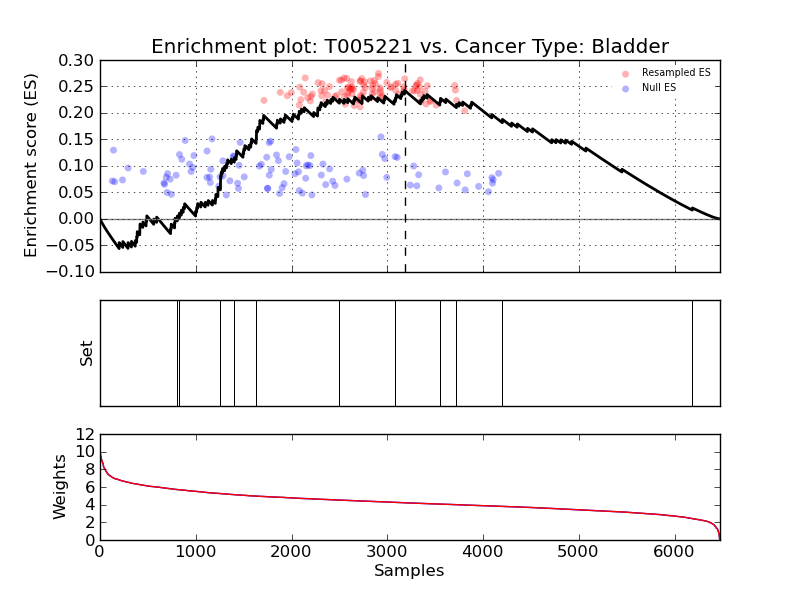 Enrichment plot: T005221 vs. Cancer Type: Bladder
Enrichment score (ES)
0.30
0.25
0.20
0.15
0.10
0.05
0.00
−0.05
−0.10
Resampled ES
Null ES
Set
Weights
12
10
8
6
4
2
0
0 1000 2000 3000 4000 5000 6000
Samples